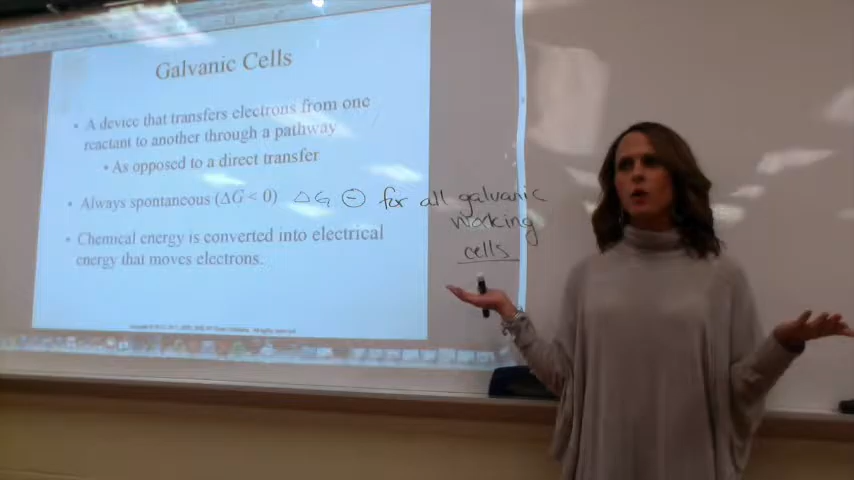 Galvanic Cells
• A device that transfers electrons from one
reactant to another through a pathway
• As opposed to a direct transfer
• Always spontaneous (ΔG < 0) ΔG ⊖ for all galvanic
working
cells
• Chemical energy is converted into electrical
energy that moves electrons.